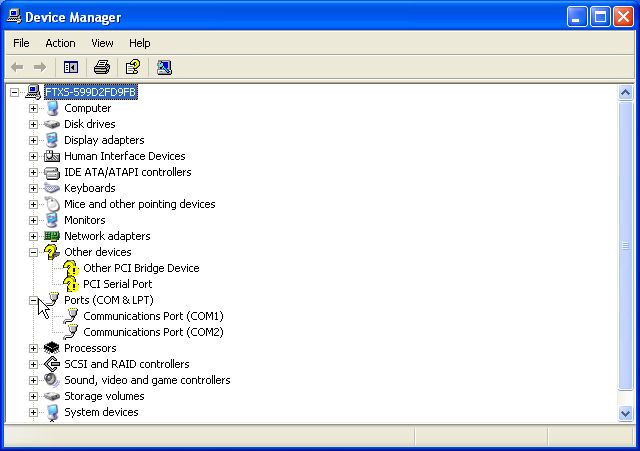 Device Manager
File Action View Help
FTXS-599D2FD9FB
Computer
Disk drives
Display adapters
Human Interface Devices
IDE ATA/ATAPI controllers
Keyboards
Mice and other pointing devices
Monitors
Network adapters
Other devices
Other PCI Bridge Device
PCI Serial Port
Ports (COM & LPT)
Communications Port (COM1)
Communications Port (COM2)
Processors
SCSI and RAID controllers
Sound, video and game controllers
Storage volumes
System devices